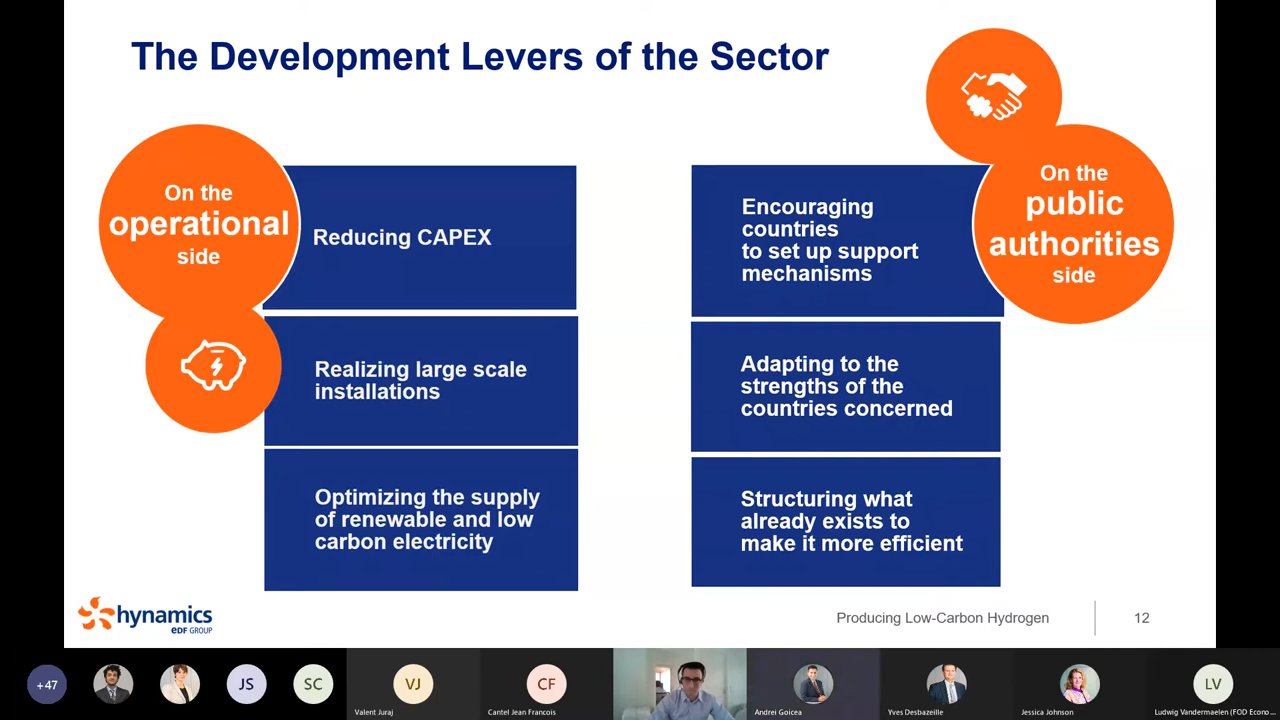 The Development Levers of the Sector
On the
operational
side
Reducing CAPEX
Realizing large scale
installations
Optimizing the supply
of renewable and low
carbon electricity
On the
public
authorities
side
Encouraging
countries
to set up support
mechanisms
Adapting to the
strengths of the
countries concerned
Structuring what
already exists to
make it more efficient
hynamics
EDF GROUP
Producing Low-Carbon Hydrogen
12
+47
JS
SC
VJ
Valent Juraj
CF
Cantel Jean Francois
Andrei Goicea
Yves Desbazeille
Jessica Johnson
LV
Ludwig Vandermaelen (FOD Econo...